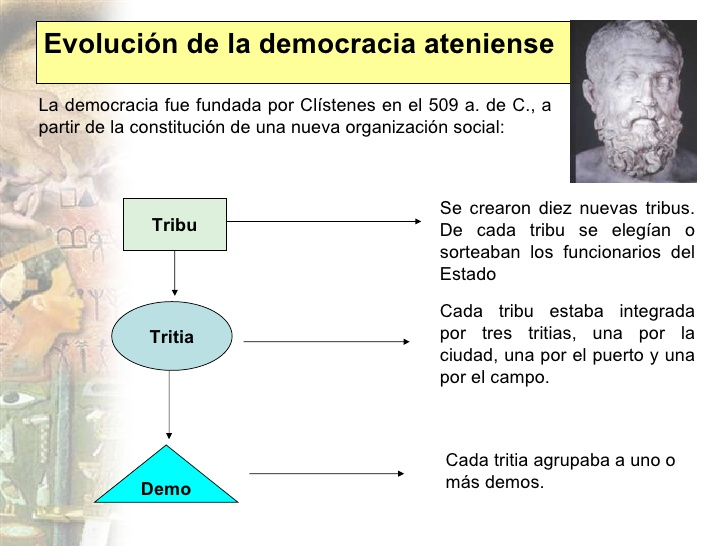 Evolución de la democracia ateniense
La democracia fue fundada por Clístenes en el 509 a. de C., a
partir de la constitución de una nueva organización social:
Tribu
Se crearon diez nuevas tribus.
De cada tribu se elegían o
sorteaban los funcionarios del
Estado
Tritia
Cada tribu estaba integrada
por tres tritias, una por la
ciudad, una por el puerto y una
por el campo.
Demo
Cada tritia agrupaba a uno o
más demos.